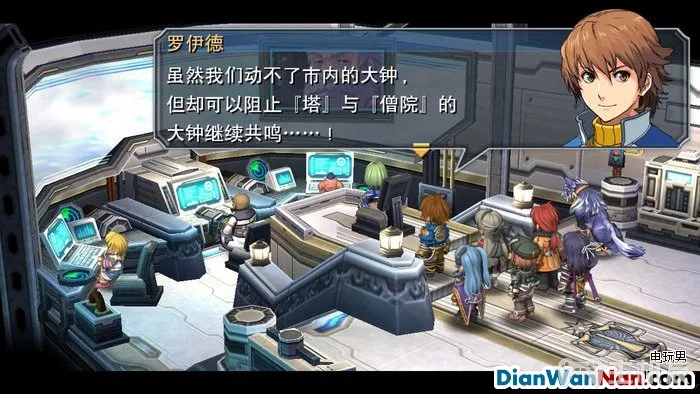 罗伊德
虽然我们动不了市内的大钟，
但却可以阻止『塔』与『僧院』的
大钟继续共鸣……！
电玩男
DianWanNan.com